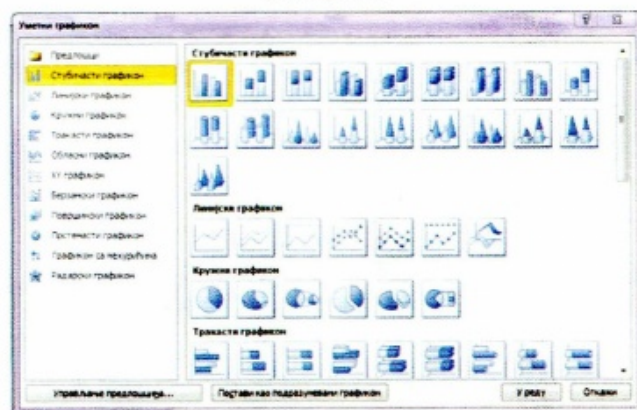 Уметни графикон
Предлошци
Стубичасти графикон
Линијски графикон
Кружни графикон
Тракасти графикон
Обласни графикон
XY графикон
Берзански графикон
Површински графикон
Прстенасти графикон
Графикон са мехурићима
Радарски графикон
Стубичасти графикон
Линијски графикон
Кружни графикон
Тракасти графикон
Управљање предлошцима...
Постави као подразумевани графикон
У реду
Откажи